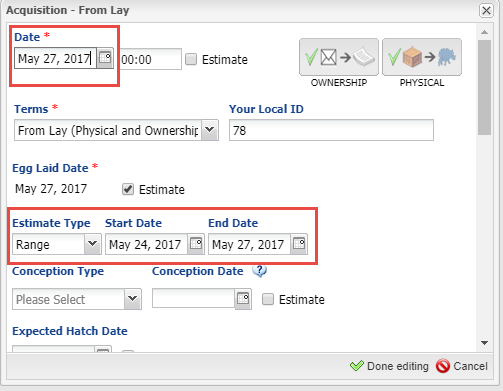 Acquisition - From Lay
Date *
May 27, 2017
00:00
Estimate
OWNERSHIP
PHYSICAL
Terms *
Your Local ID
From Lay (Physical and Ownership
78
Egg Laid Date *
May 27, 2017
Estimate
Estimate Type
Start Date
End Date
Range
May 24, 2017
May 27, 2017
Conception Type
Conception Date
?
Please Select
Estimate
Expected Hatch Date
Done editing
Cancel